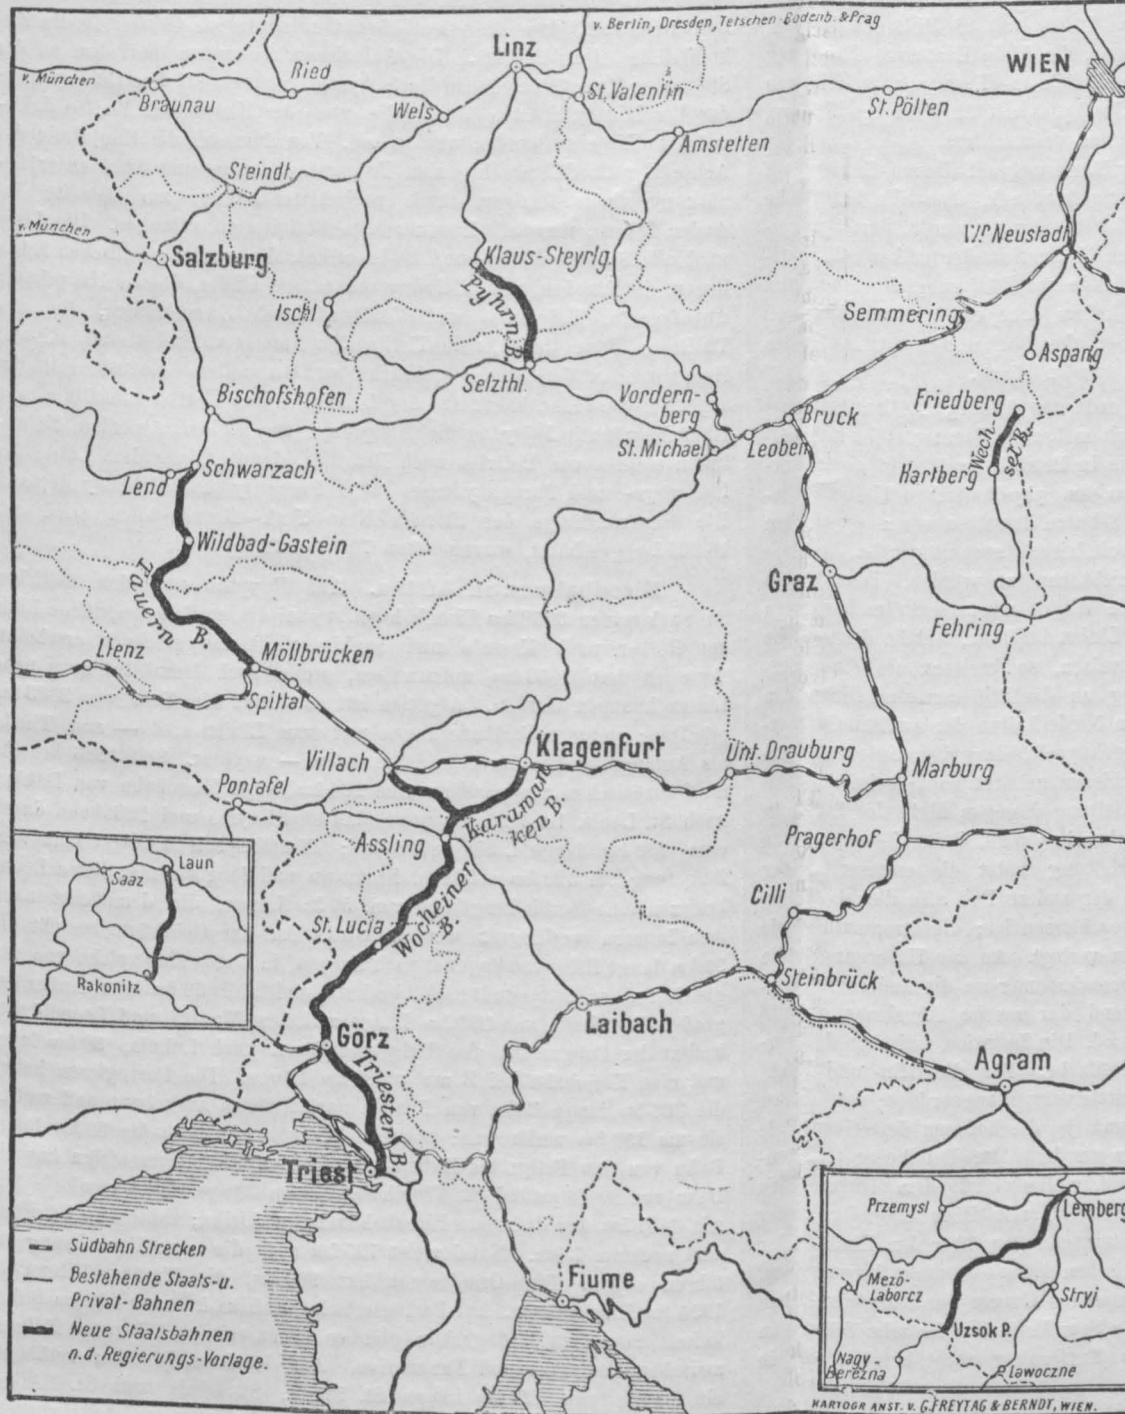 v. Berlin, Dresden, Tetschen-Bodenb. & Prag
Linz
WIEN
v. München
Ried
Braunau
Wels
St. Valentin
St. Pölten
Amstetten
Steindf.
v. München
Salzburg
Klaus-Steyrlg.
Wr Neustadt
Pyhrn B.
Ischl
Semmering
Aspang
Selzthl.
Bischofshofen
Vordern-
berg
Bruck
Friedberg
St. Michael
Leoben
Wech-
sel B.
Hartberg
Schwarzach
Lend
Wildbad-Gastein
Tauern B.
Graz
Fehring
Lienz
Möllbrücken
Spittal
Villach
Klagenfurt
Unt. Drauburg
Marburg
Pontafel
Karawan
ken B.
Assling
Pragerhof
Laun
Saaz
Rakonitz
Cilli
Wocheiner
B.
St. Lucia
Steinbrück
Laibach
Görz
Agram
Triester B.
Triest
Fiume
Südbahn Strecken
Bestehende Staats-u.
Privat-Bahnen
Neue Staatsbahnen
n.d. Regierungs-Vorlage.
Przemysl
Lemberg
Mezö-
Laborcz
Stryj
Uzsok P.
Nagy-
Berezna
Lawoczne
KARTOGR ANST. v. G. FREYTAG & BERNDT, WIEN.